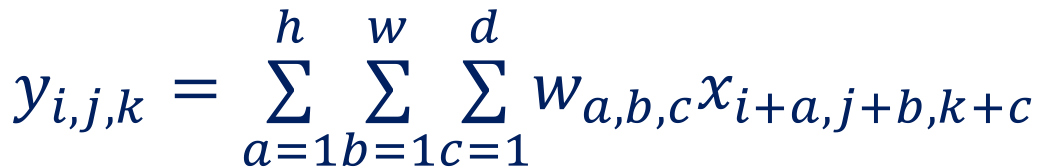 y_{i,j,k} = \sum_{a=1}^{h} \sum_{b=1}^{w} \sum_{c=1}^{d} w_{a,b,c} x_{i+a,j+b,k+c}